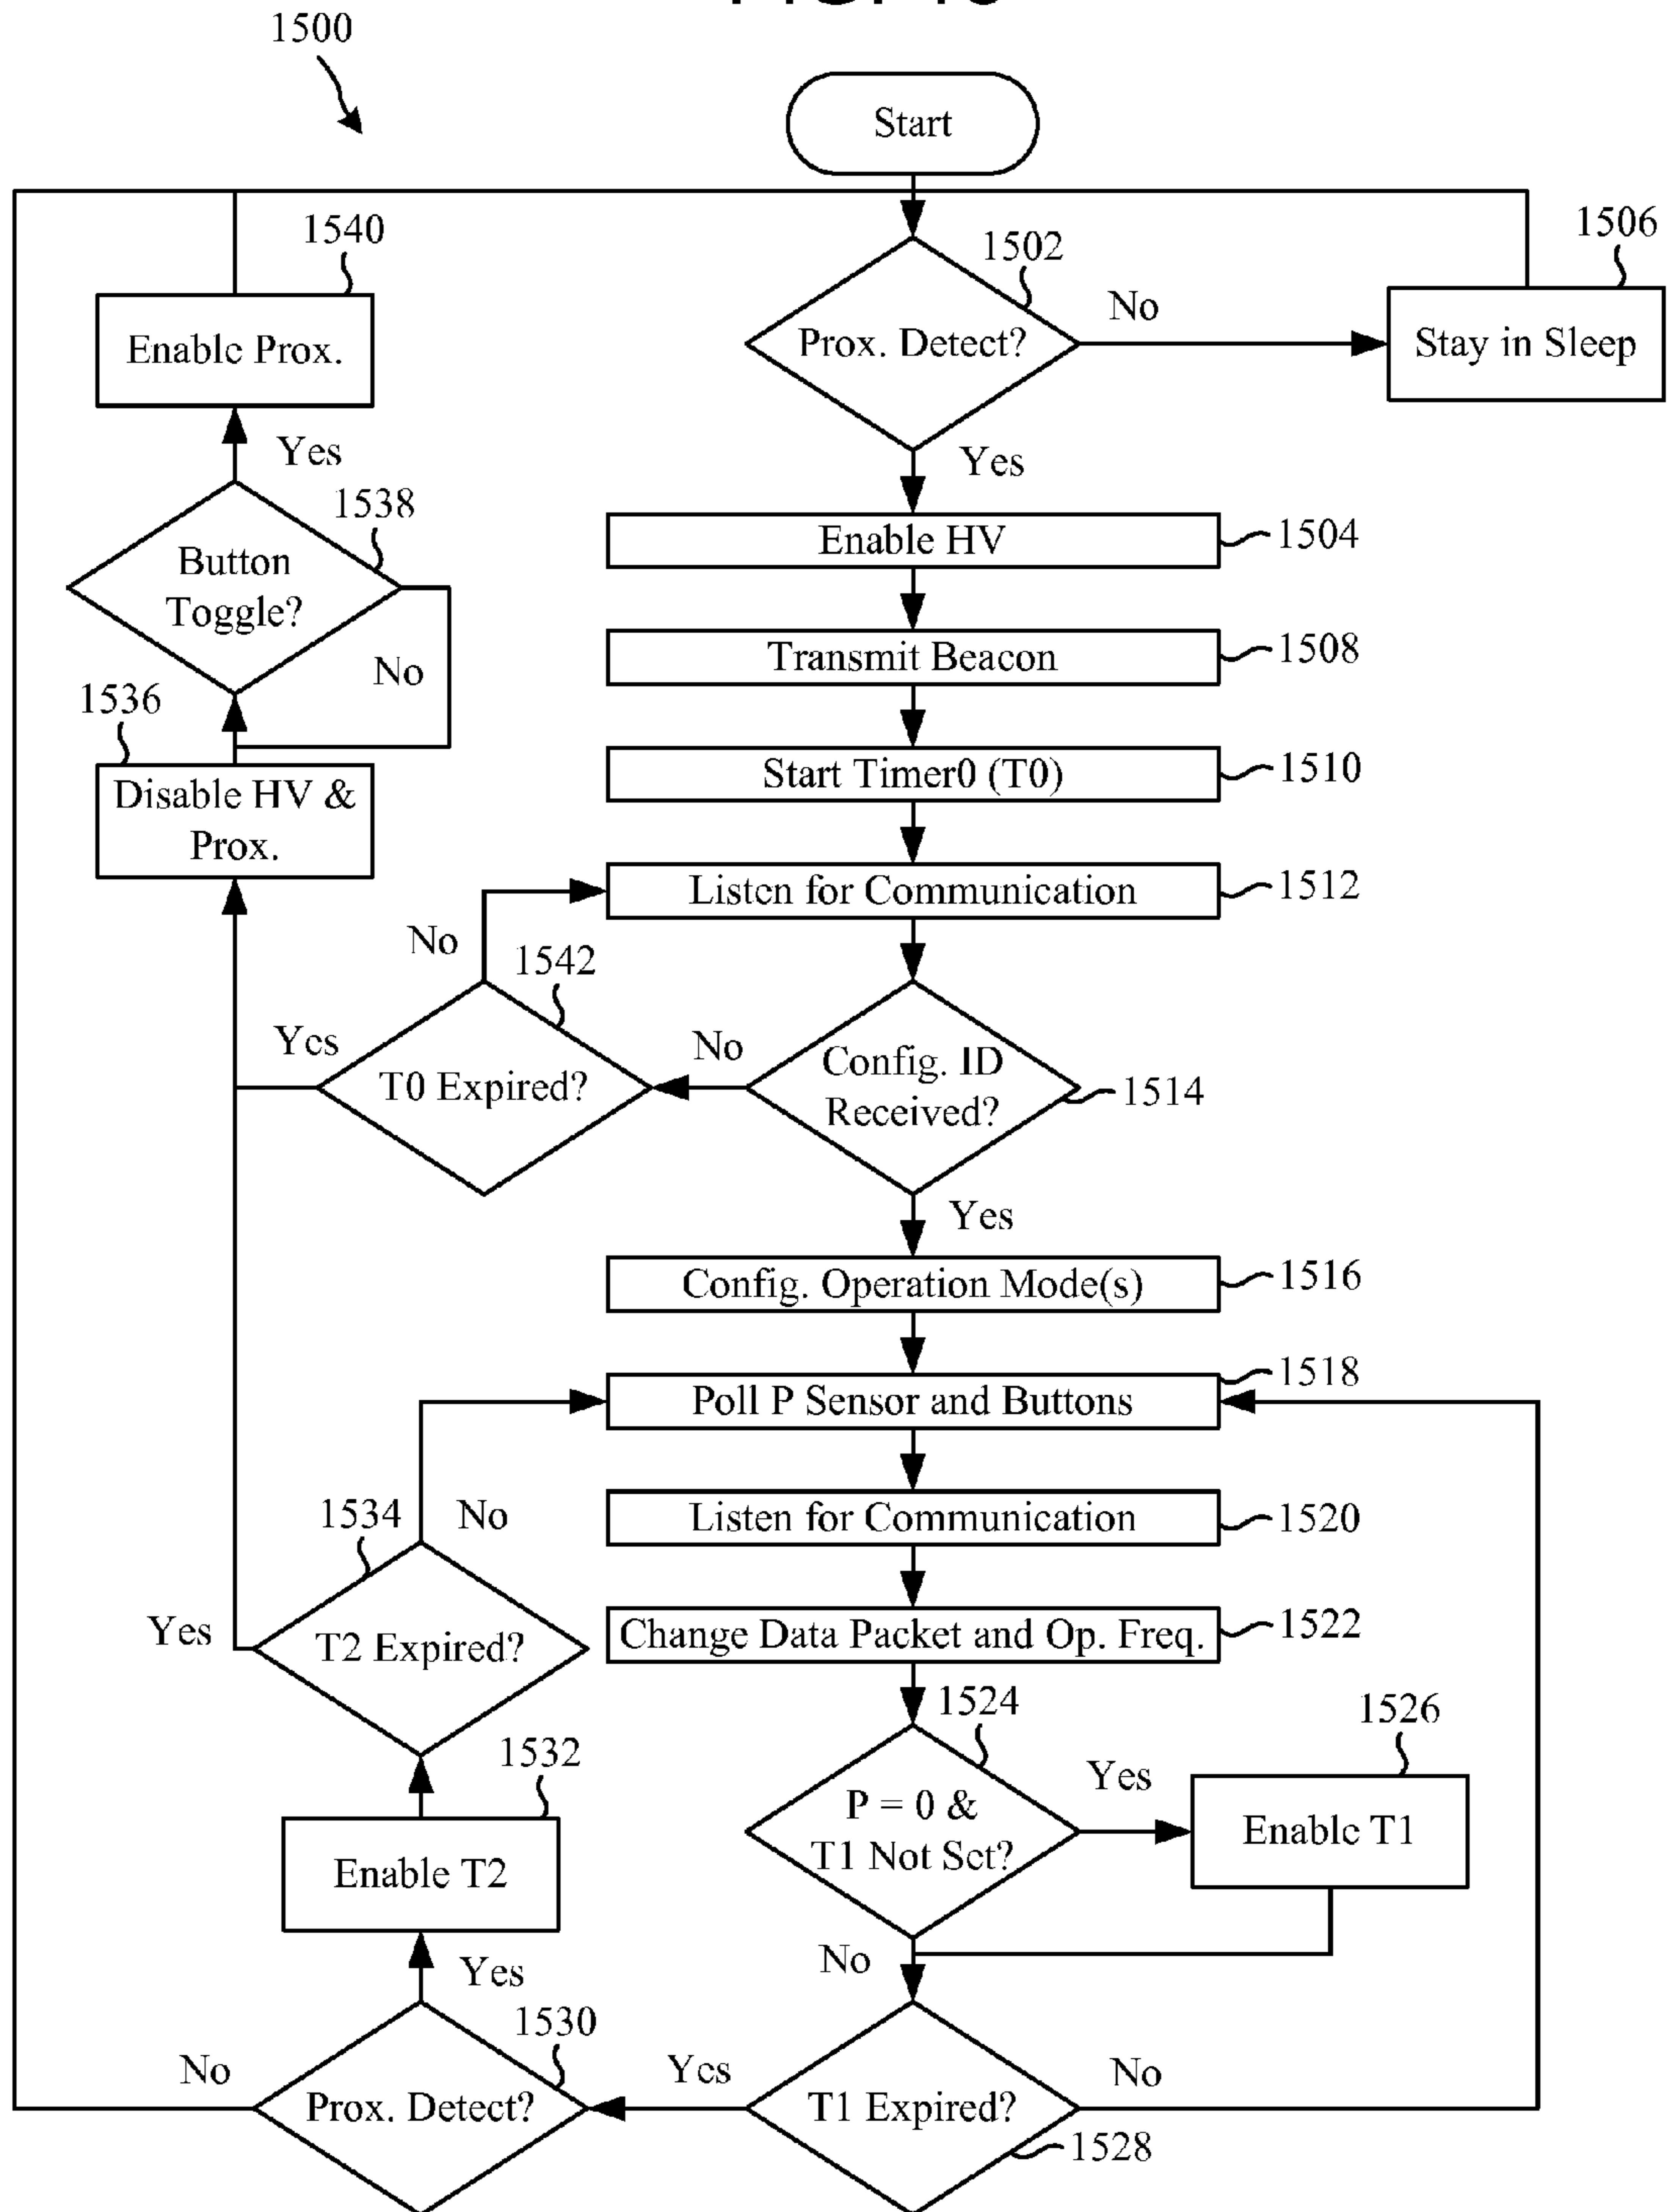 1500
Start
1540
1502
1506
No
Enable Prox.
Prox. Detect?
Stay in Sleep
Yes
Yes
1538
Button
Toggle?
No
Enable HV
1504
Transmit Beacon
1508
1536
Disable HV &
Prox.
Start Timer0 (T0)
1510
Listen for Communication
1512
No
1542
Yes
T0 Expired?
No
Config. ID
Received?
1514
Yes
Config. Operation Mode(s)
1516
Poll P Sensor and Buttons
1518
1534
No
Listen for Communication
1520
Yes
T2 Expired?
Change Data Packet and Op. Freq.
1522
1524
1526
1532
Yes
P = 0 &
T1 Not Set?
Enable T1
Enable T2
No
Yes
1530
No
Prox. Detect?
Yes
T1 Expired?
No
1528